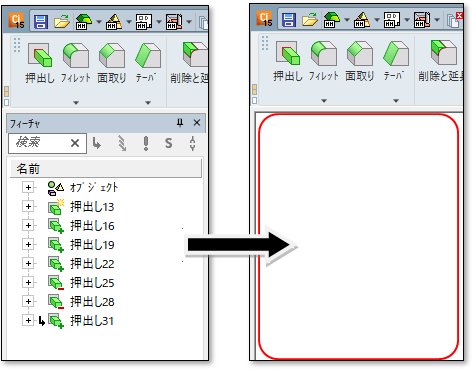 CI 15
CI 15
押出し フィレット 面取り テーパ 削除と延
押出し フィレット 面取り テーパ 削除と延
フィーチャ
検索
S
名前
オブジェクト
押出し13
押出し16
押出し19
押出し22
押出し25
押出し28
押出し31